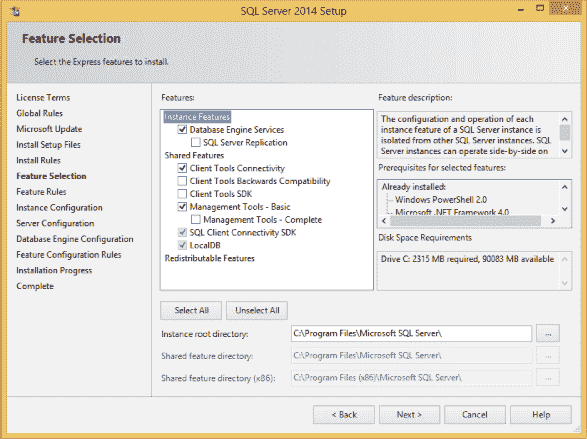 SQL Server 2014 Setup
Feature Selection
Select the Express features to install.
License Terms
Global Rules
Microsoft Update
Install Setup Files
Install Rules
Feature Selection
Feature Rules
Instance Configuration
Server Configuration
Database Engine Configuration
Feature Configuration Rules
Installation Progress
Complete
Features:
Instance Features
Database Engine Services
SQL Server Replication
Shared Features
Client Tools Connectivity
Client Tools Backwards Compatibility
Client Tools SDK
Management Tools - Basic
Management Tools - Complete
SQL Client Connectivity SDK
LocalDB
Redistributable Features
Feature description:
The configuration and operation of each
instance feature of a SQL Server instance is
isolated from other SQL Server instances. SQL
Server instances can operate side-by-side on
Prerequisites for selected features:
Already installed:
Windows PowerShell 2.0
Microsoft .NET Framework 4.0
Disk Space Requirements
Drive C: 2315 MB required, 90083 MB available
Select All
Unselect All
Instance root directory:
C:\Program Files\Microsoft SQL Server\
...
Shared feature directory:
C:\Program Files\Microsoft SQL Server\
...
Shared feature directory (x86):
C:\Program Files (x86)\Microsoft SQL Server\
...
< Back
Next >
Cancel
Help